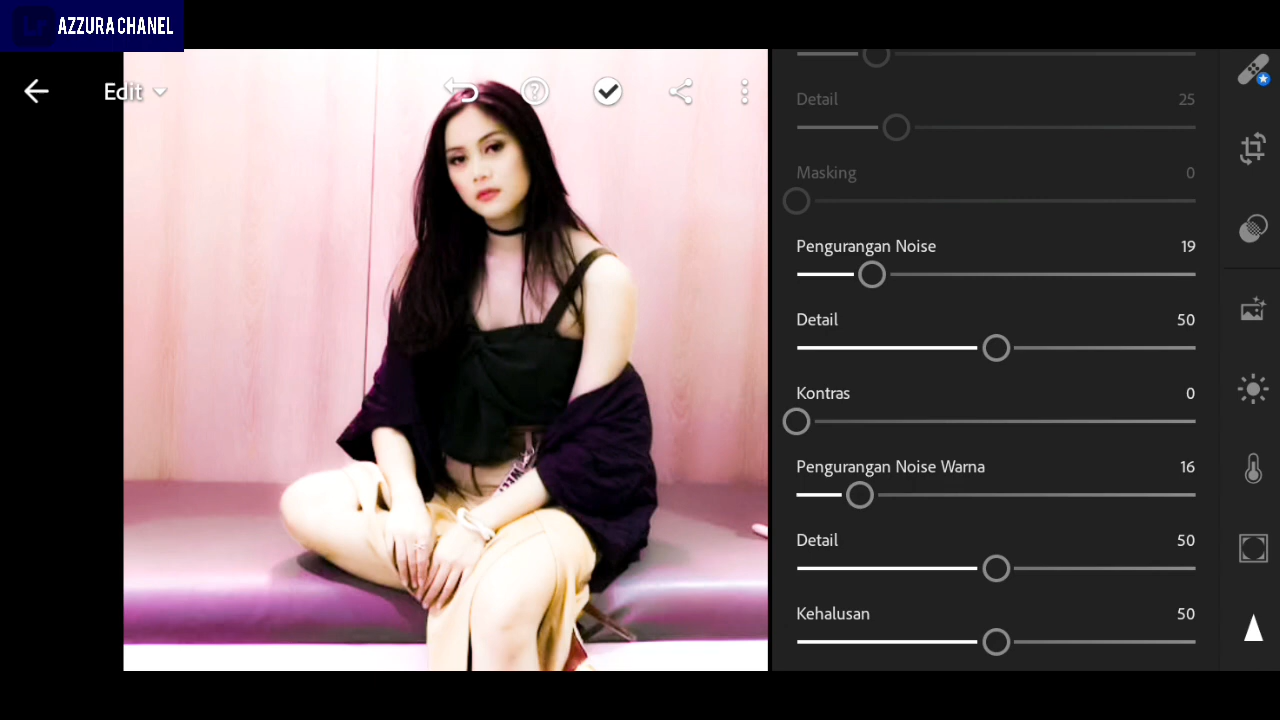 Lr AZZURA CHANEL
Edit
Detail 25
Masking 0
Pengurangan Noise 19
Detail 50
Kontras 0
Pengurangan Noise Warna 16
Detail 50
Kehalusan 50